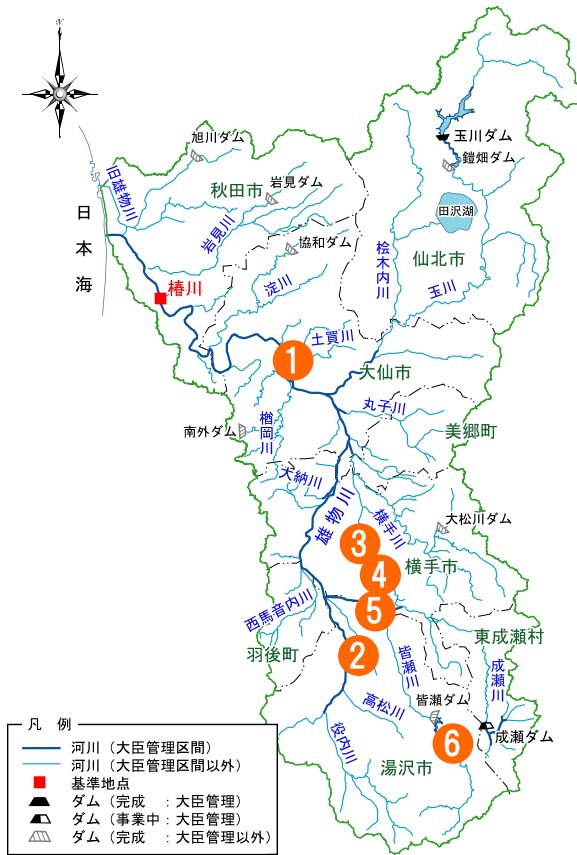 旭川ダム
玉川ダム
鎧畑ダム
旧雄物川
秋田市
岩見ダム
日本海
岩見川
田沢湖
協和ダム
桧木内川
仙北市
椿川
淀川
玉川
土買川
1
大仙市
丸子川
楢岡川
南外ダム
美郷町
大納川
雄物川
横手川
大松川ダム
3
4
横手市
5
西馬音内川
東成瀬村
羽後町
2
皆瀬川
成瀬川
皆瀬ダム
高松川
役内川
6
成瀬ダム
湯沢市
凡 例
河川（大臣管理区間）
河川（大臣管理区間以外）
基準地点
ダム（完成 ：大臣管理）
ダム（事業中：大臣管理）
ダム（完成 ：大臣管理以外）